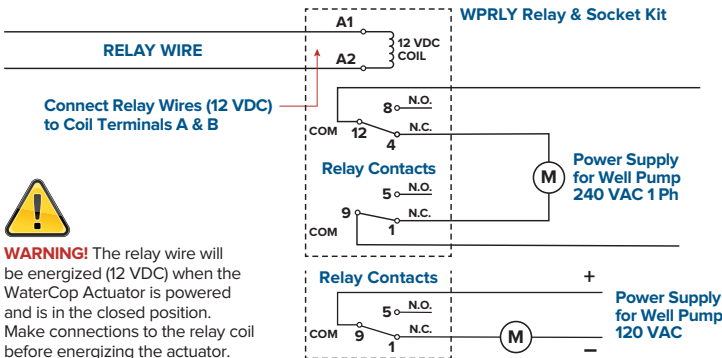 WPRLY Relay & Socket Kit
A1
RELAY WIRE
12 VDC
COIL
A2
Connect Relay Wires (12 VDC)
to Coil Terminals A & B
8 N.O.
COM 12 N.C.
4
Relay Contacts
M
Power Supply
for Well Pump
240 VAC 1 Ph
5 N.O.
9 N.C.
COM 1
WARNING! The relay wire will
be energized (12 VDC) when the
WaterCop Actuator is powered
and is in the closed position.
Make connections to the relay coil
before energizing the actuator.
Relay Contacts
+
5 N.O.
COM 9 N.C.
1
M
Power Supply
for Well Pump
120 VAC
–